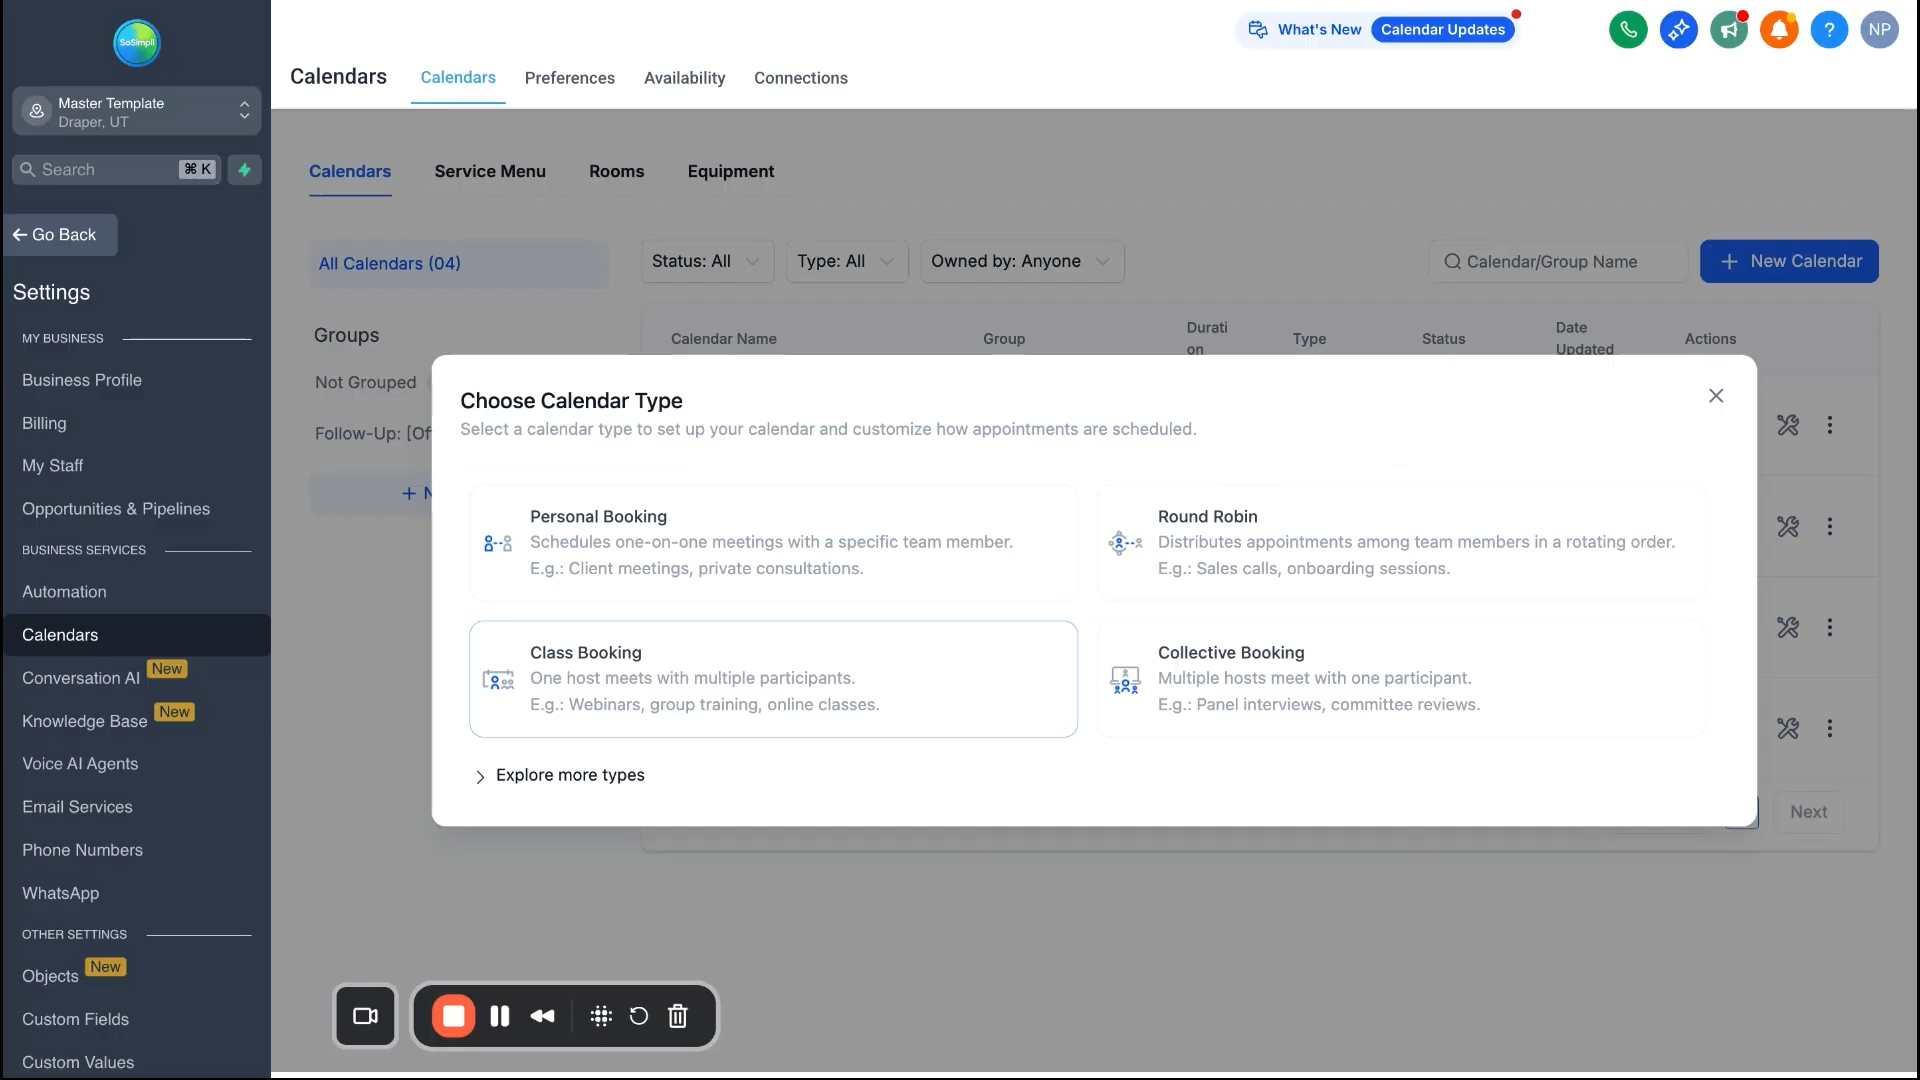 SoSimpli
Master Template
Draper, UT
Search
⌘ K
Go Back
Settings
MY BUSINESS
Business Profile
Billing
My Staff
Opportunities & Pipelines
BUSINESS SERVICES
Automation
Calendars
Conversation AI New
Knowledge Base New
Voice AI Agents
Email Services
Phone Numbers
WhatsApp
OTHER SETTINGS
Objects New
Custom Fields
Custom Values
What's New Calendar Updates
?
NP
Calendars
Calendars Preferences Availability Connections
Calendars Service Menu Rooms Equipment
All Calendars (04)
Status: All Type: All Owned by: Anyone
Calendar/Group Name
+ New Calendar
Groups
Not Grouped
Follow-Up: [Of
+ N
Calendar Name Group Durati
on Type Status Date
Updated Actions
Choose Calendar Type
Select a calendar type to set up your calendar and customize how appointments are scheduled.
Personal Booking
Schedules one-on-one meetings with a specific team member.
E.g.: Client meetings, private consultations.
Round Robin
Distributes appointments among team members in a rotating order.
E.g.: Sales calls, onboarding sessions.
Class Booking
One host meets with multiple participants.
E.g.: Webinars, group training, online classes.
Collective Booking
Multiple hosts meet with one participant.
E.g.: Panel interviews, committee reviews.
Explore more types
Next